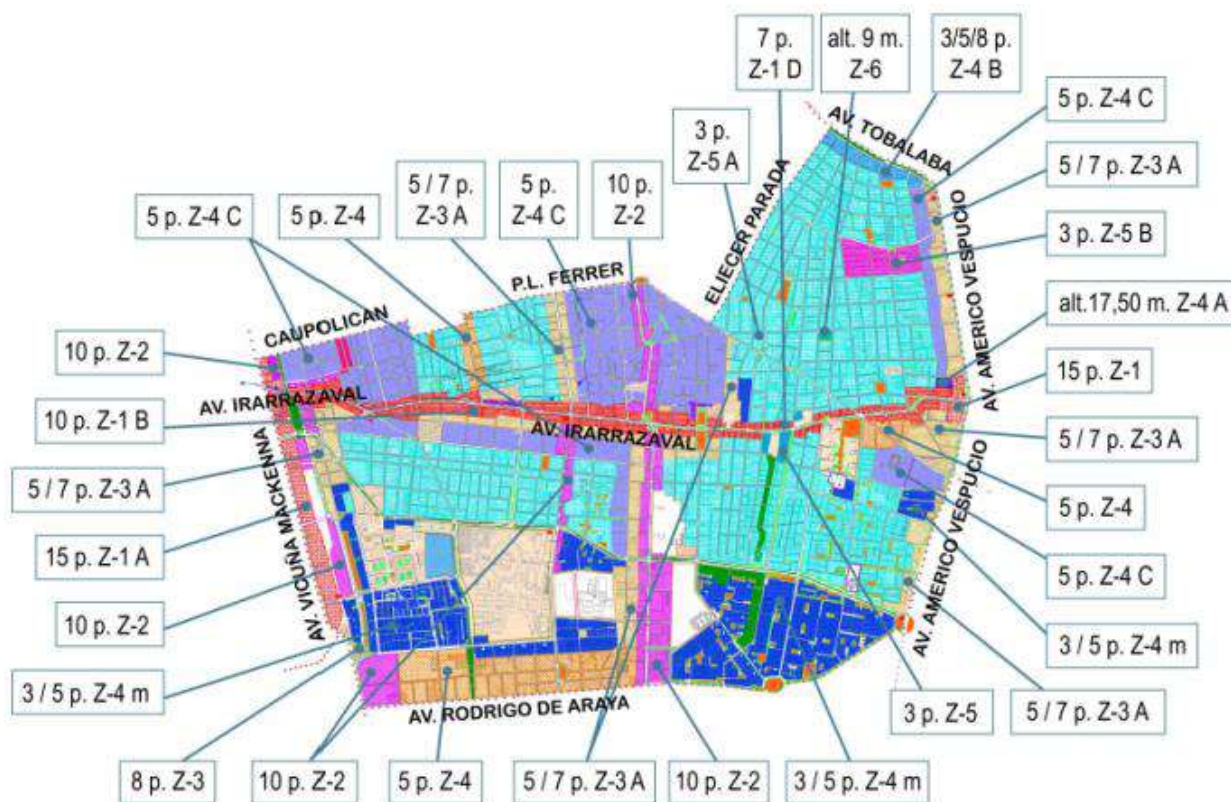 7 p.
Z-1 D
alt. 9 m.
Z-6
3/5/8 p.
Z-4 B
5 p. Z-4 C
AV. TOBALABA
3 p.
Z-5 A
5 / 7 p. Z-3 A
ELIECER PARADA
5 / 7 p.
Z-3 A
5 p.
Z-4 C
10 p.
Z-2
5 p. Z-4 C
5 p. Z-4
3 p. Z-5 B
AV. AMERICO VESPUCIO
P.L. FERRER
alt.17,50 m. Z-4 A
CAUPOLICAN
10 p. Z-2
15 p. Z-1
AV. IRARRAZAVAL
10 p. Z-1 B
AV. IRARRAZAVAL
5 / 7 p. Z-3 A
5 / 7 p. Z-3 A
AV. VICUNA MACKENNA
AV. AMERICO VESPUCIO
5 p. Z-4
15 p. Z-1 A
5 p. Z-4 C
10 p. Z-2
3 / 5 p. Z-4 m
3 / 5 p. Z-4 m
AV. RODRIGO DE ARAYA
3 p. Z-5
5 / 7 p. Z-3 A
8 p. Z-3
10 p. Z-2
5 p. Z-4
5 / 7 p. Z-3 A
10 p. Z-2
3 / 5 p. Z-4 m